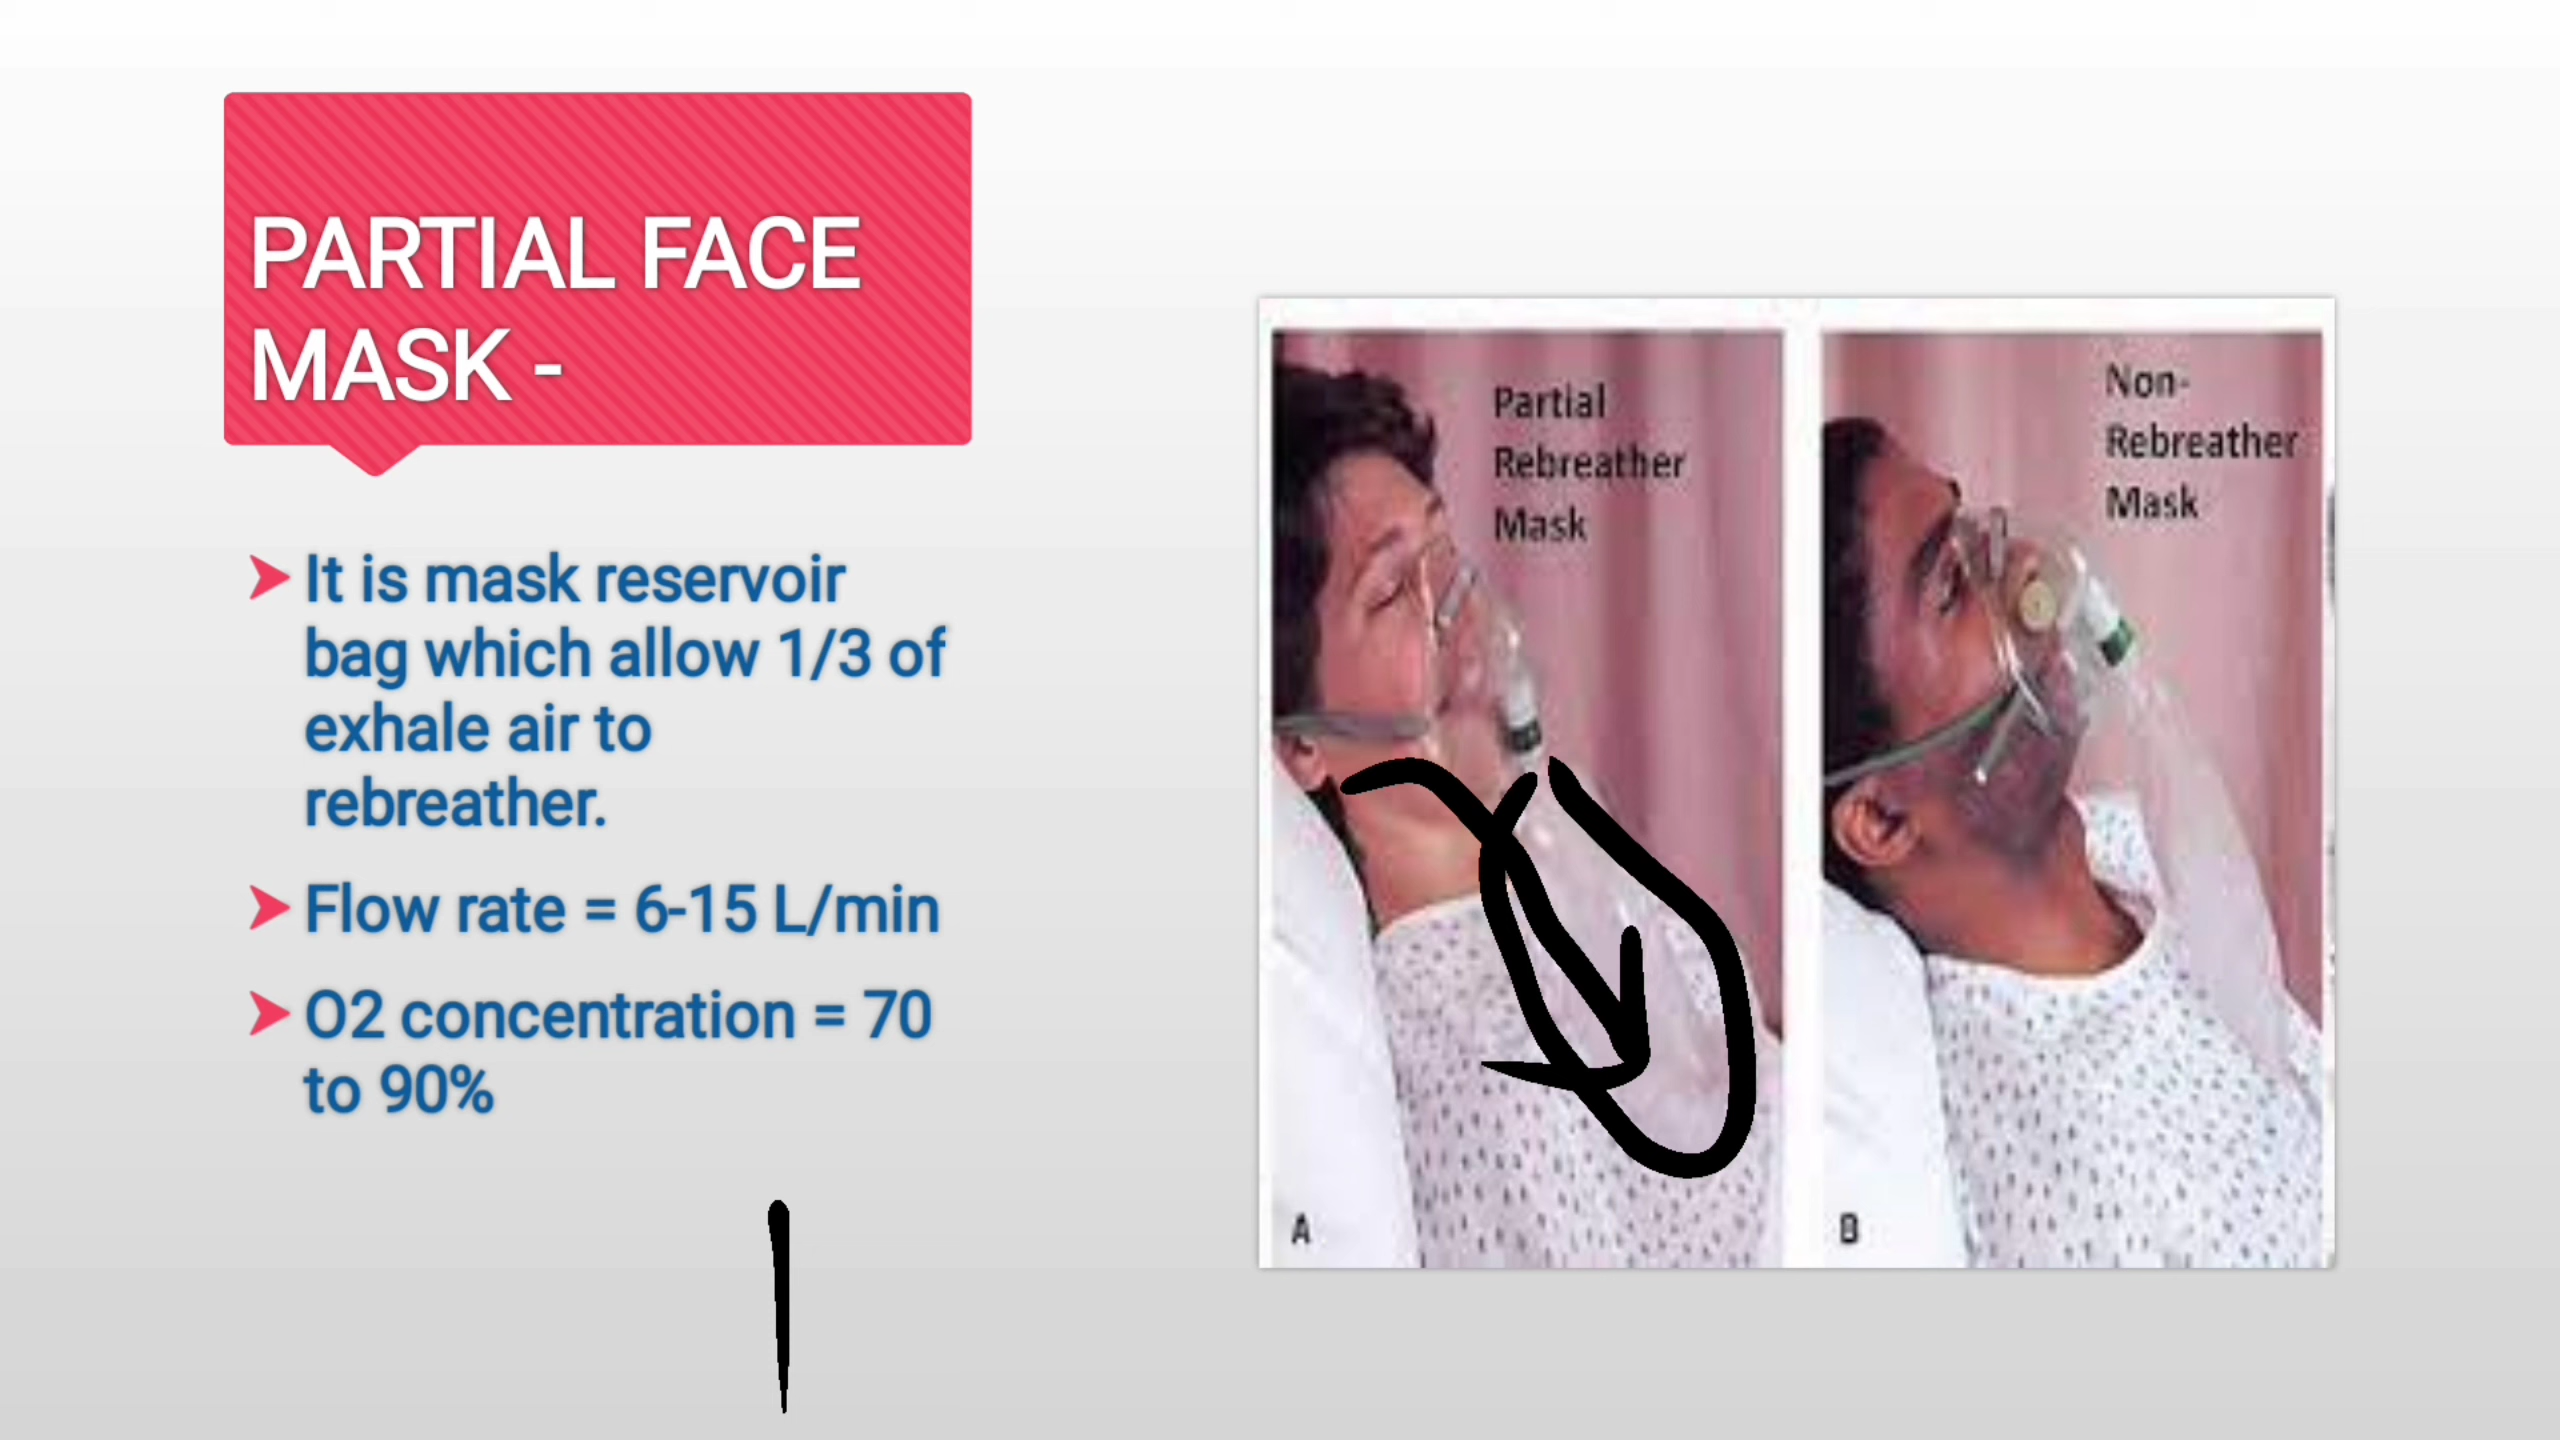 PARTIAL FACE
MASK -
It is mask reservoir
bag which allow 1/3 of
exhale air to
rebreather.
Flow rate = 6-15 L/min
O2 concentration = 70
to 90%
Partial
Rebreather
Mask
A
Non-
Rebreather
Mask
B